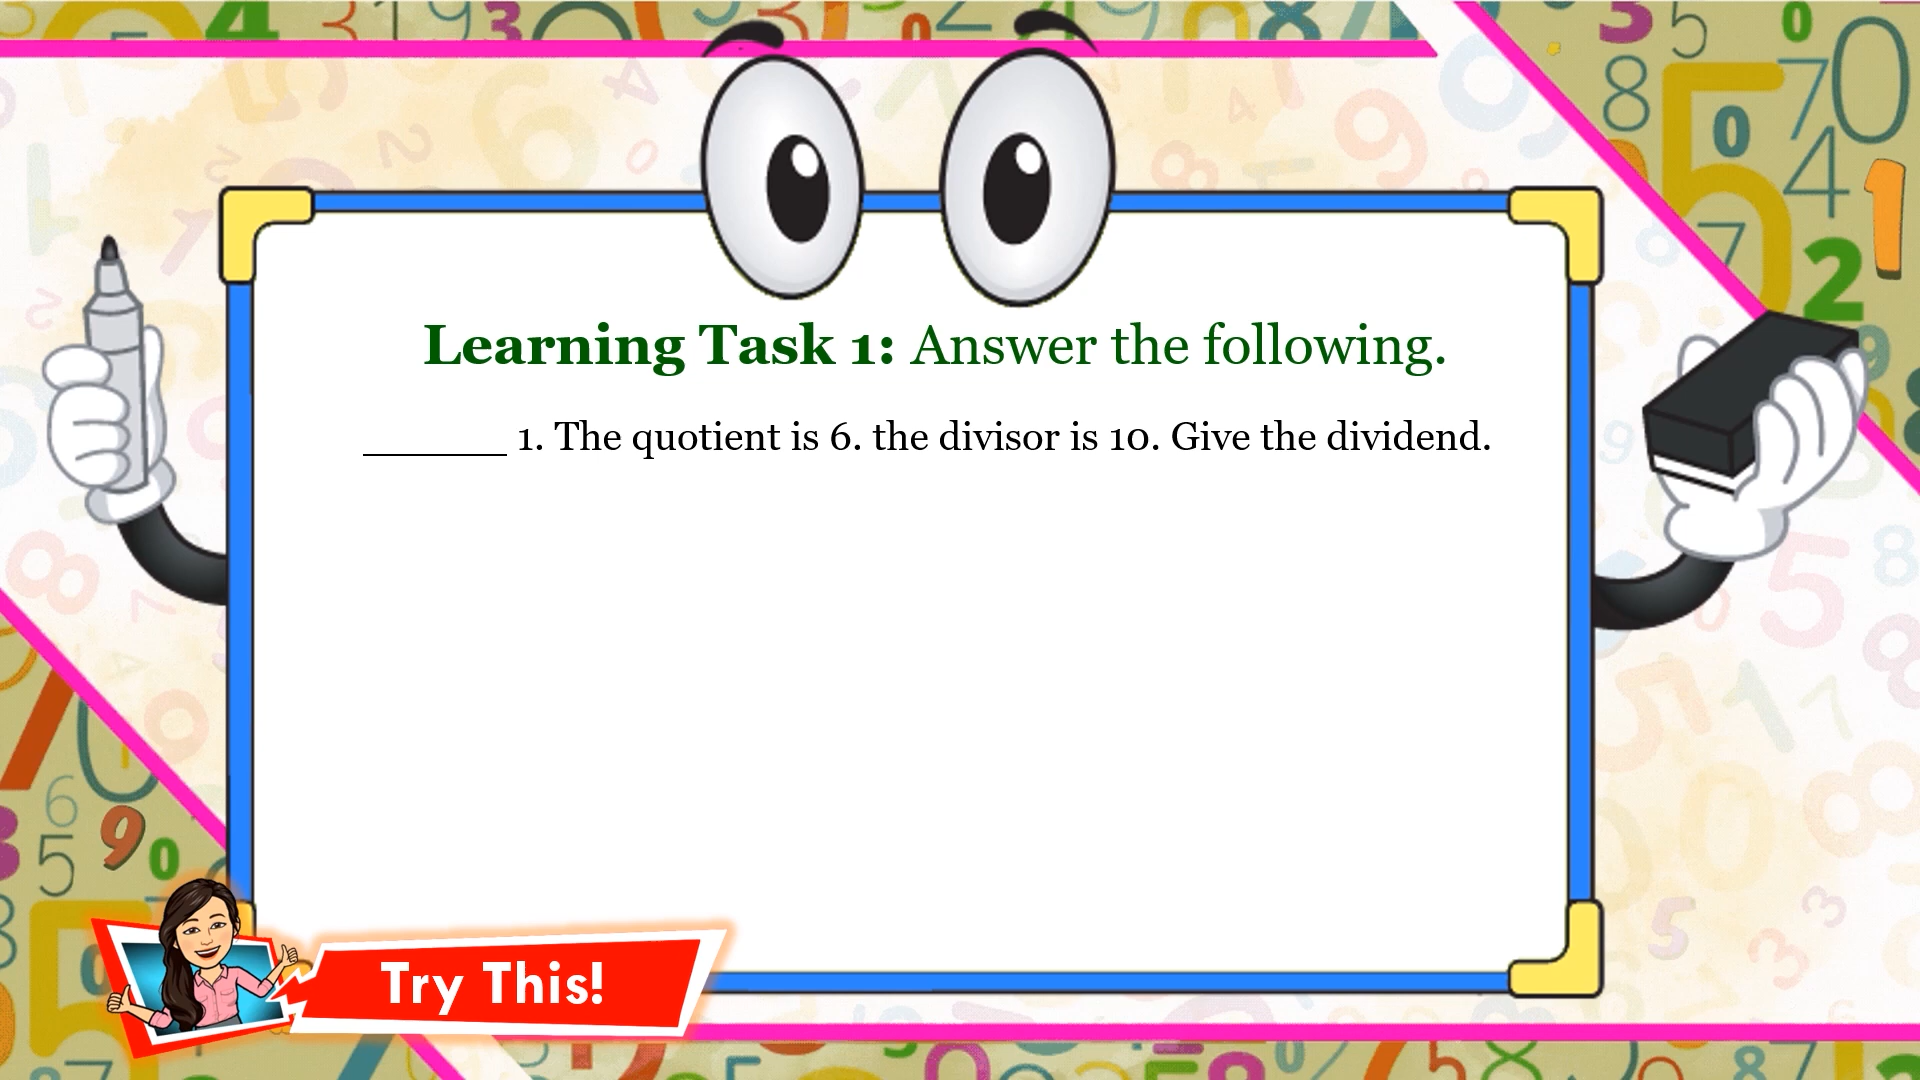 Learning Task 1: Answer the following.
______ 1. The quotient is 6. the divisor is 10. Give the dividend.
Try This!